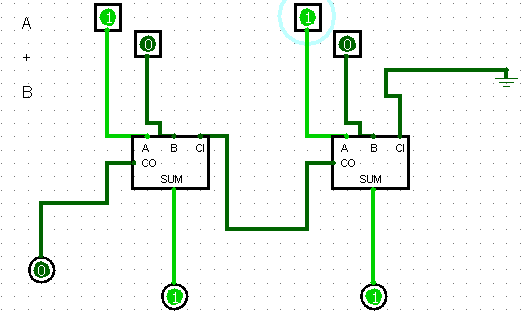 A 1 1
0 0
+
B
A B CI A B CI
CO CO
SUM SUM
0
1 1